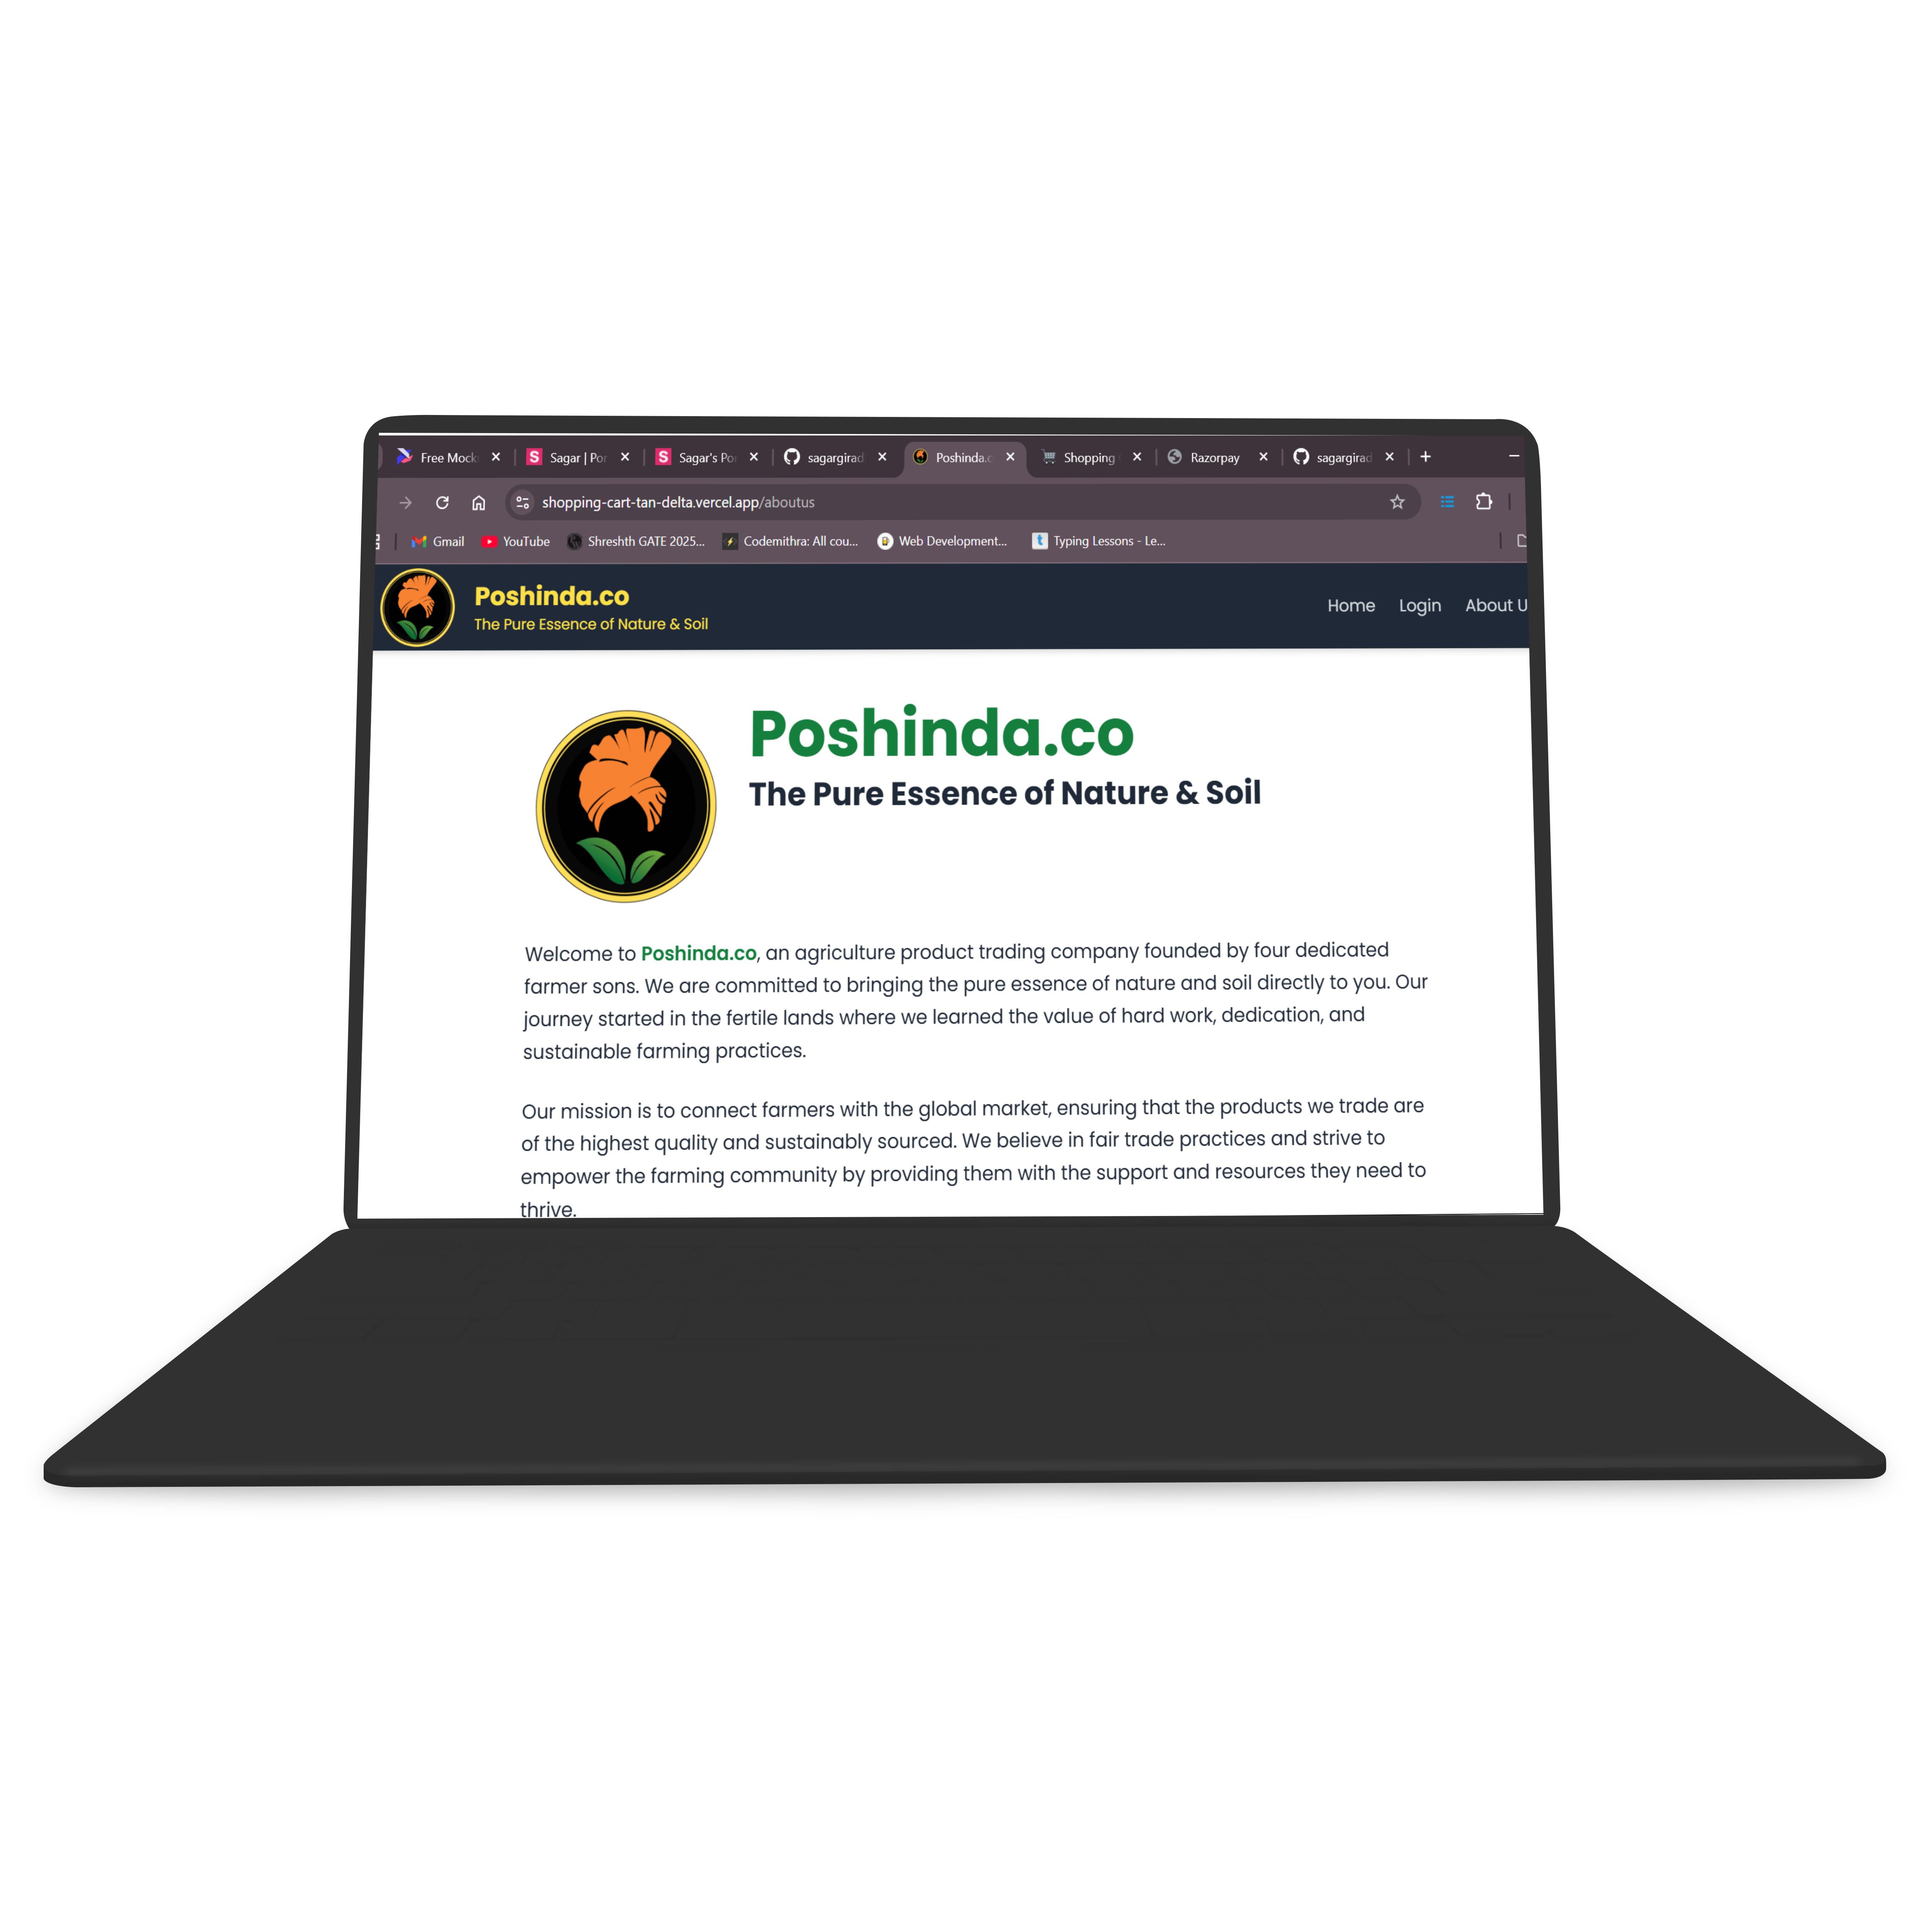 Free Mock
Sagar | Por
Sagar's Por
sagargirad
Poshinda.c
Shopping
Razorpay
sagargirad
shopping-cart-tan-delta.vercel.app/aboutus
Gmail
YouTube
Shreshth GATE 2025...
Codemithra: All cou...
Web Development...
Typing Lessons - Le...
Poshinda.co
The Pure Essence of Nature & Soil
Home
Login
About U
Poshinda.co
The Pure Essence of Nature & Soil
Welcome to Poshinda.co, an agriculture product trading company founded by four dedicated
farmer sons. We are committed to bringing the pure essence of nature and soil directly to you. Our
journey started in the fertile lands where we learned the value of hard work, dedication, and
sustainable farming practices.
Our mission is to connect farmers with the global market, ensuring that the products we trade are
of the highest quality and sustainably sourced. We believe in fair trade practices and strive to
empower the farming community by providing them with the support and resources they need to
thrive.